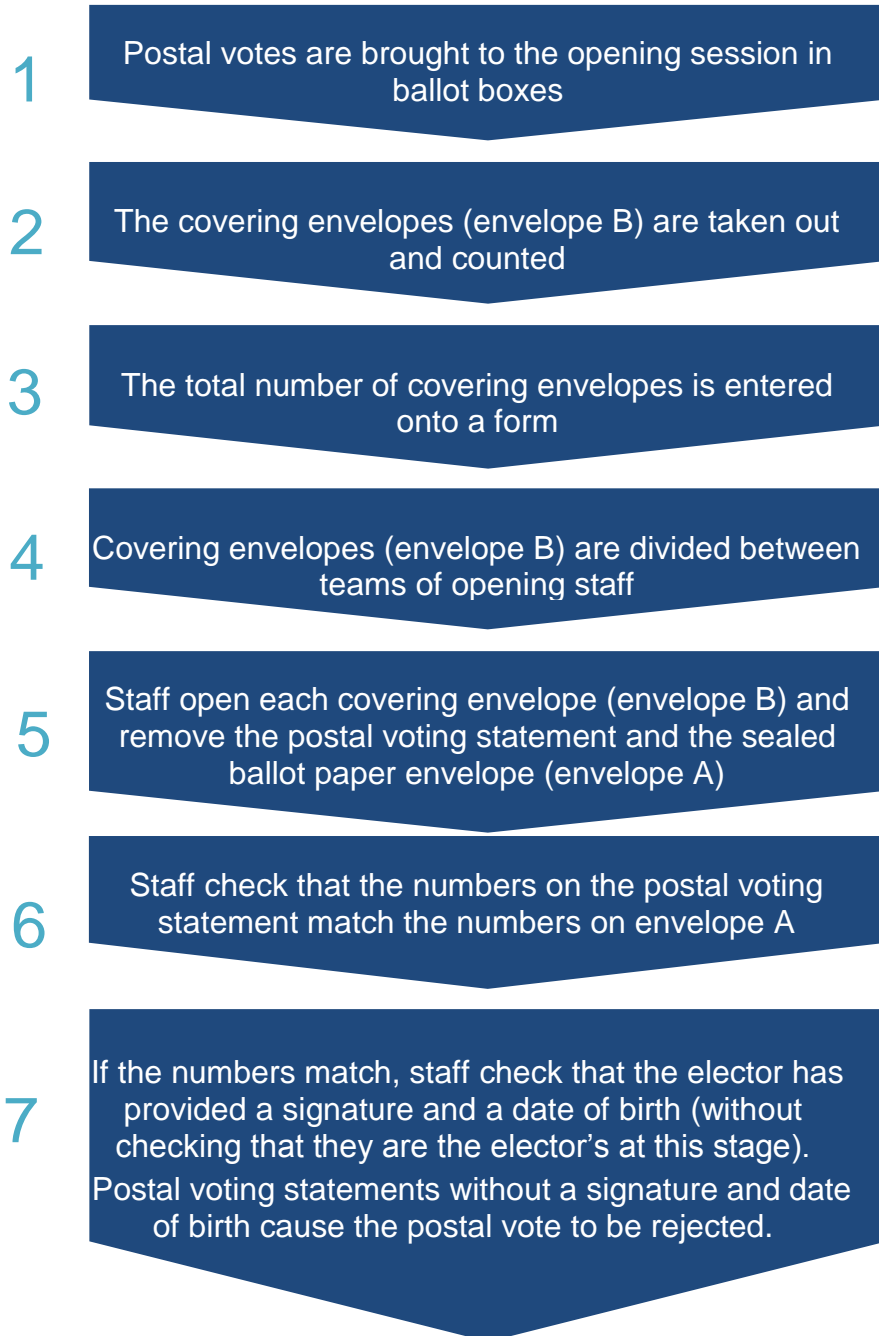 1
Postal votes are brought to the opening session in
ballot boxes
2
The covering envelopes (envelope B) are taken out
and counted
3
The total number of covering envelopes is entered
onto a form
4
Covering envelopes (envelope B) are divided between
teams of opening staff
5
Staff open each covering envelope (envelope B) and
remove the postal voting statement and the sealed
ballot paper envelope (envelope A)
6
Staff check that the numbers on the postal voting
statement match the numbers on envelope A
7
If the numbers match, staff check that the elector has
provided a signature and a date of birth (without
checking that they are the elector’s at this stage).
Postal voting statements without a signature and date
of birth cause the postal vote to be rejected.